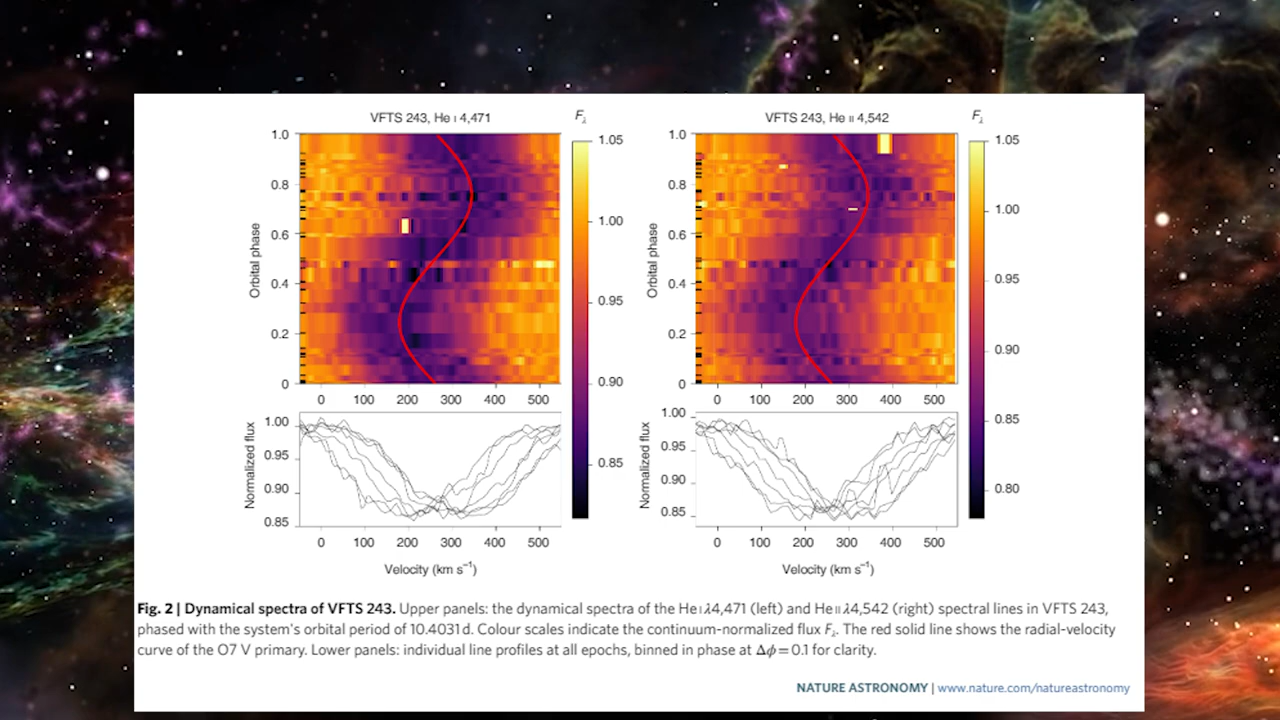 VFTS 243, He I 4,471
Fλ
1.0
0.8
0.6
0.4
0.2
0
Orbital phase
0 100 200 300 400 500
1.05
1.00
0.95
0.90
0.85
1.00
0.95
0.90
0.85
Normalized flux
0 100 200 300 400 500
Velocity (km s⁻¹)
VFTS 243, He II 4,542
Fλ
1.0
0.8
0.6
0.4
0.2
0
Orbital phase
0 100 200 300 400 500
1.05
1.00
0.95
0.90
0.85
0.80
1.00
0.95
0.90
0.85
Normalized flux
0 100 200 300 400 500
Velocity (km s⁻¹)
Fig. 2 | Dynamical spectra of VFTS 243. Upper panels: the dynamical spectra of the He I λ4,471 (left) and He II λ4,542 (right) spectral lines in VFTS 243,
phased with the system's orbital period of 10.4031 d. Colour scales indicate the continuum-normalized flux Fλ. The red solid line shows the radial-velocity
curve of the O7 V primary. Lower panels: individual line profiles at all epochs, binned in phase at Δϕ = 0.1 for clarity.
NATURE ASTRONOMY | www.nature.com/natureastronomy